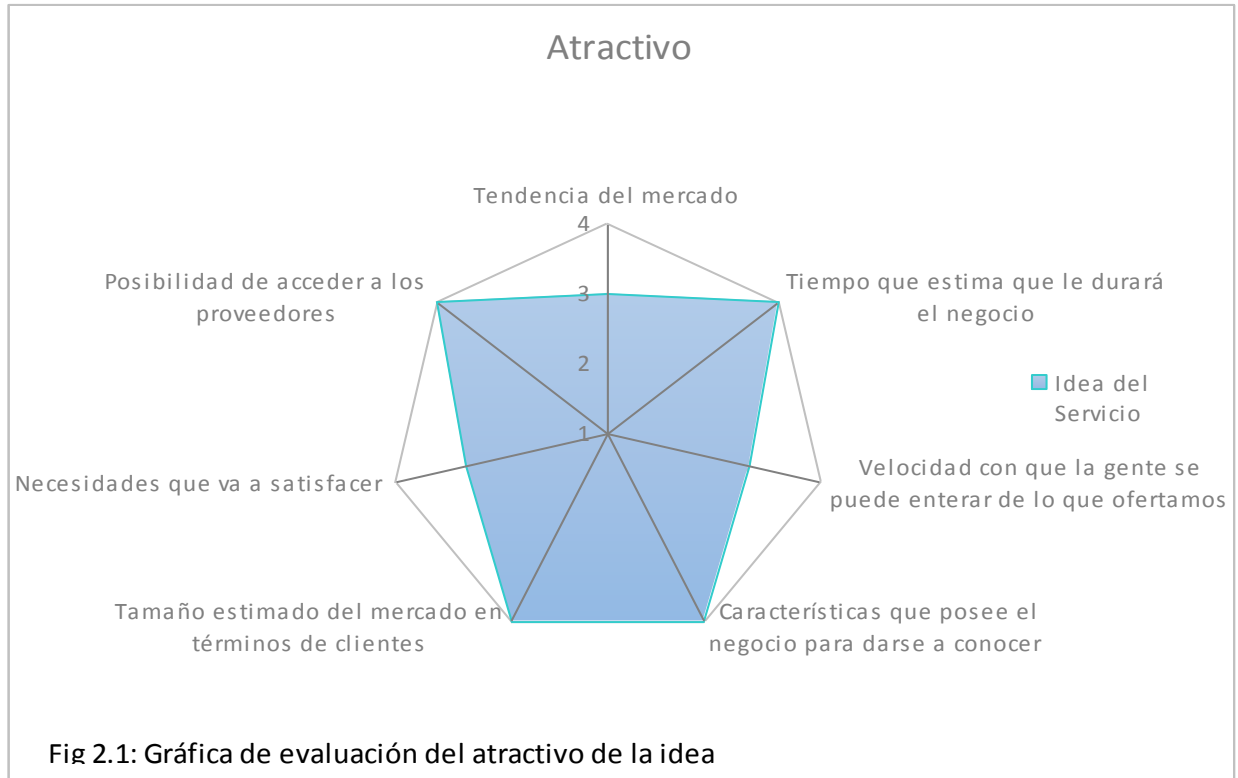 Atractivo
Tendencia del mercado
4
3
2
1
Tiempo que estima que le durará
el negocio
Idea del
Servicio
Velocidad con que la gente se
puede enterar de lo que ofertamos
Características que posee el
negocio para darse a conocer
Tamaño estimado del mercado en
términos de clientes
Necesidades que va a satisfacer
Posibilidad de acceder a los
proveedores
Fig 2.1: Gráfica de evaluación del atractivo de la idea